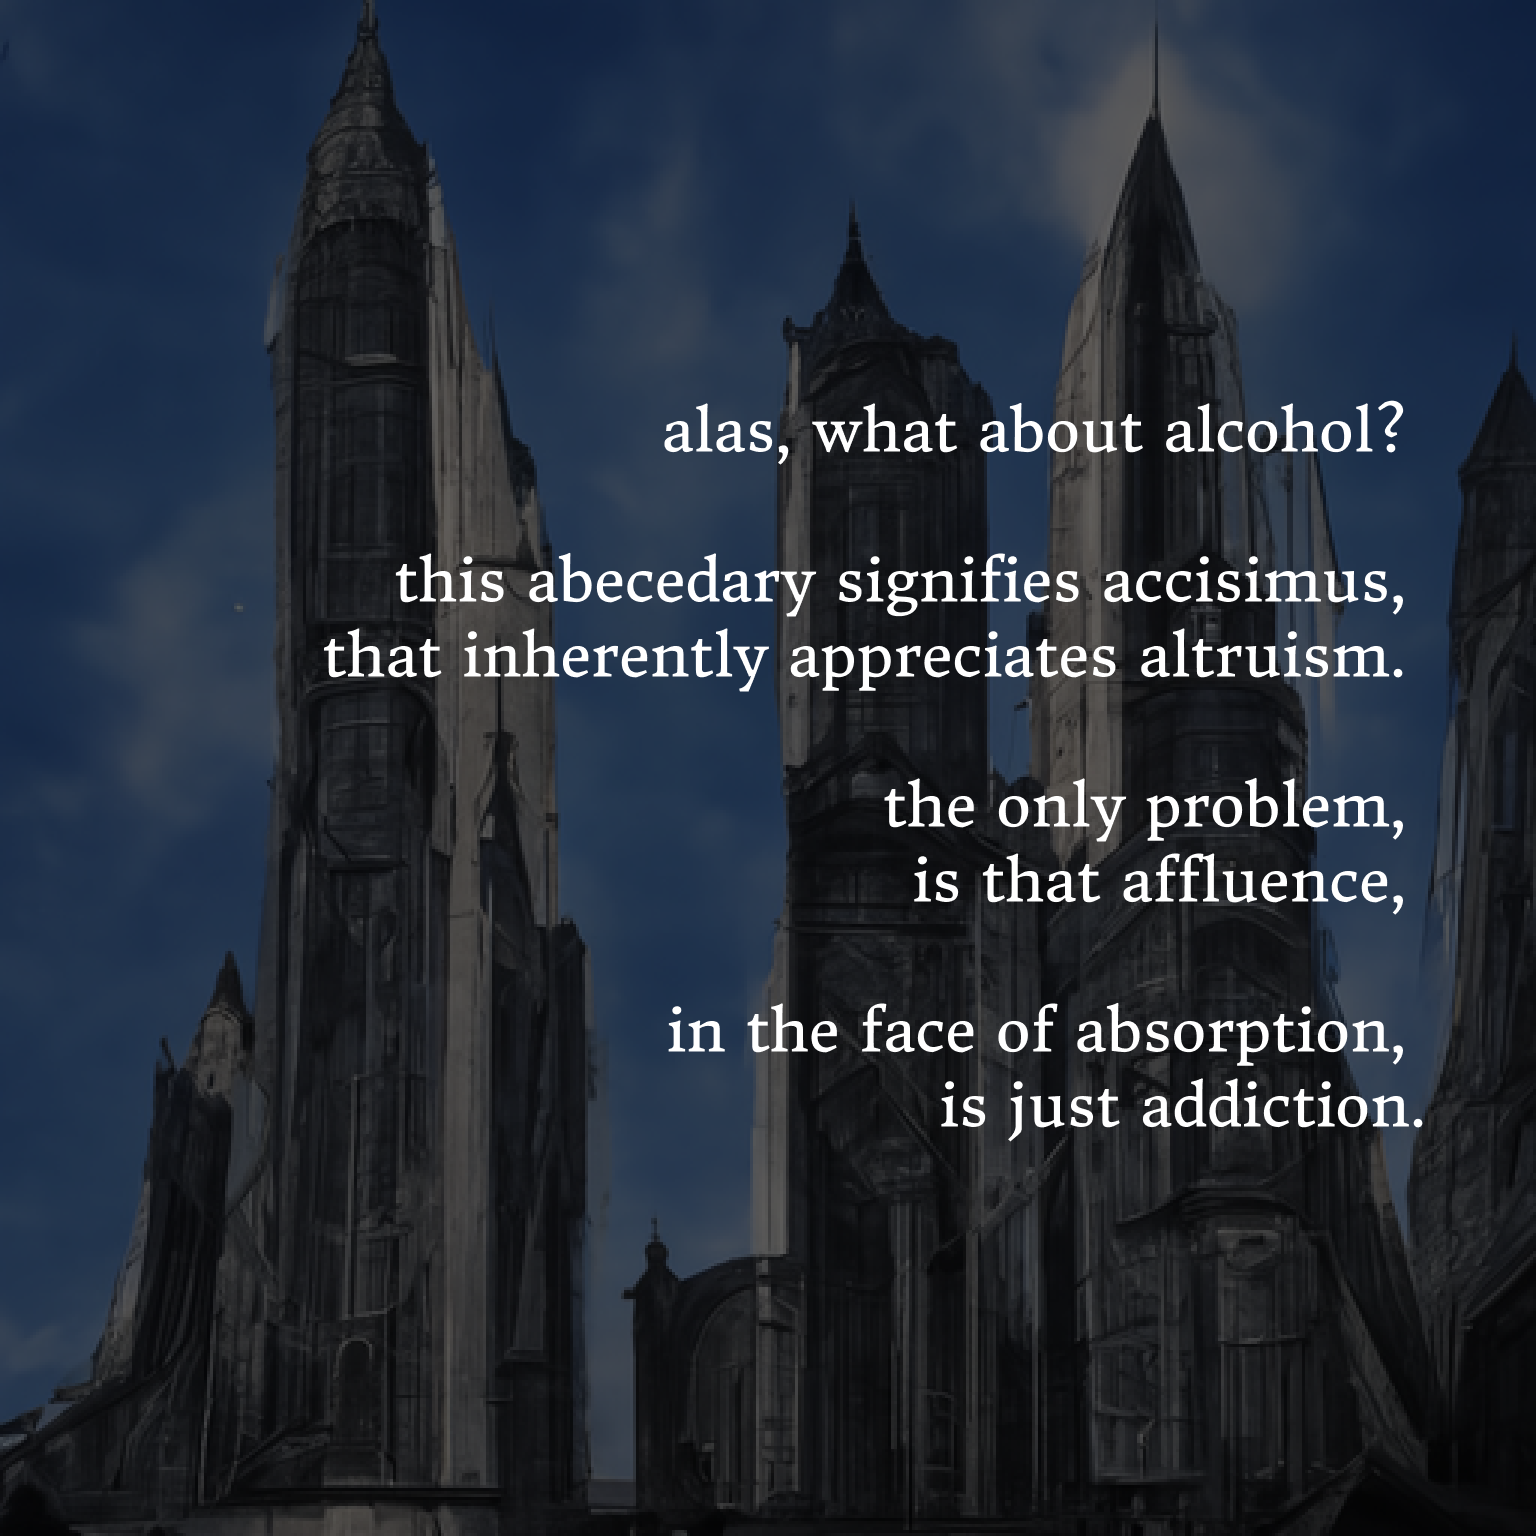 alas, what about alcohol?
this abecedary signifies accisimus,
that inherently appreciates altruism.
the only problem,
is that affluence,
in the face of absorption,
is just addiction.